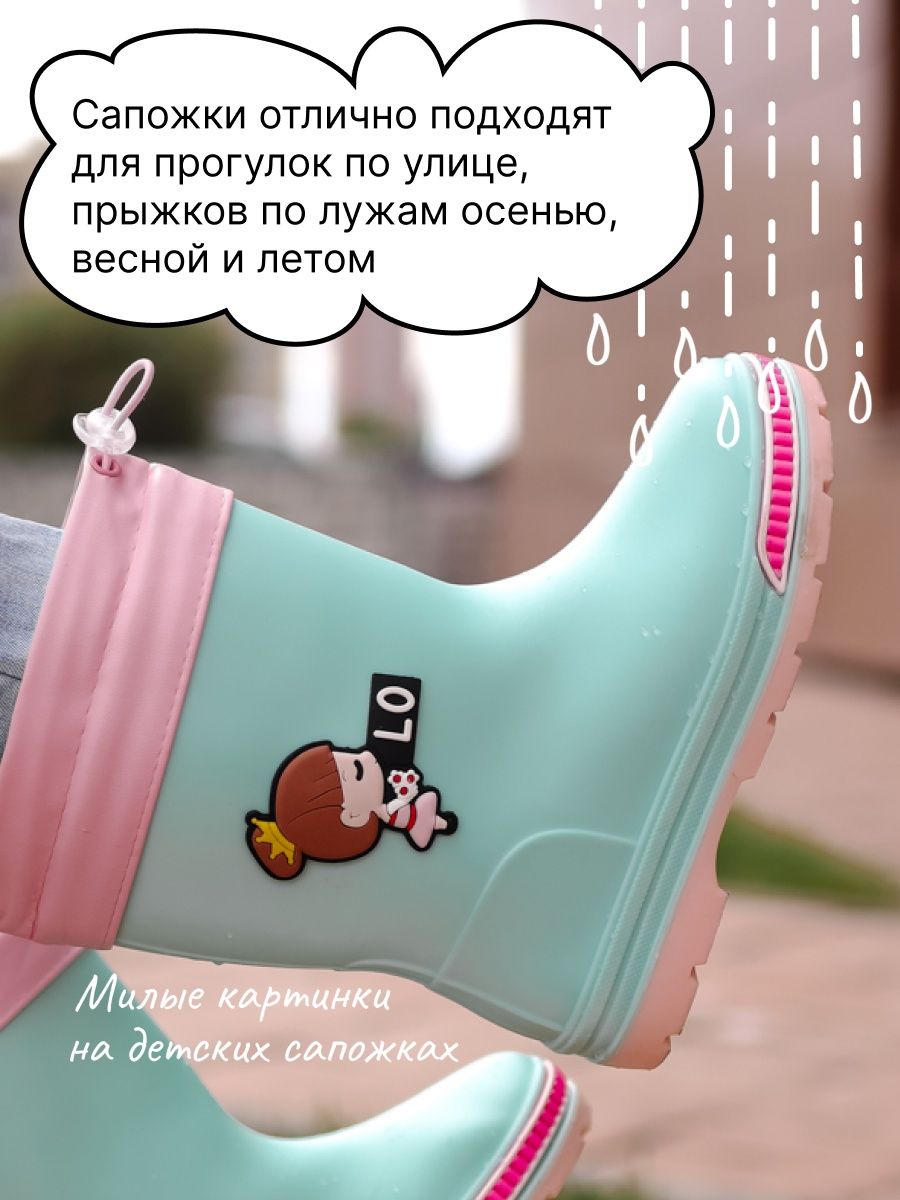 Сапожки отлично подходят
для прогулок по улице,
прыжков по лужам осенью,
весной и летом
LO
Милые картинки
на детских сапожках